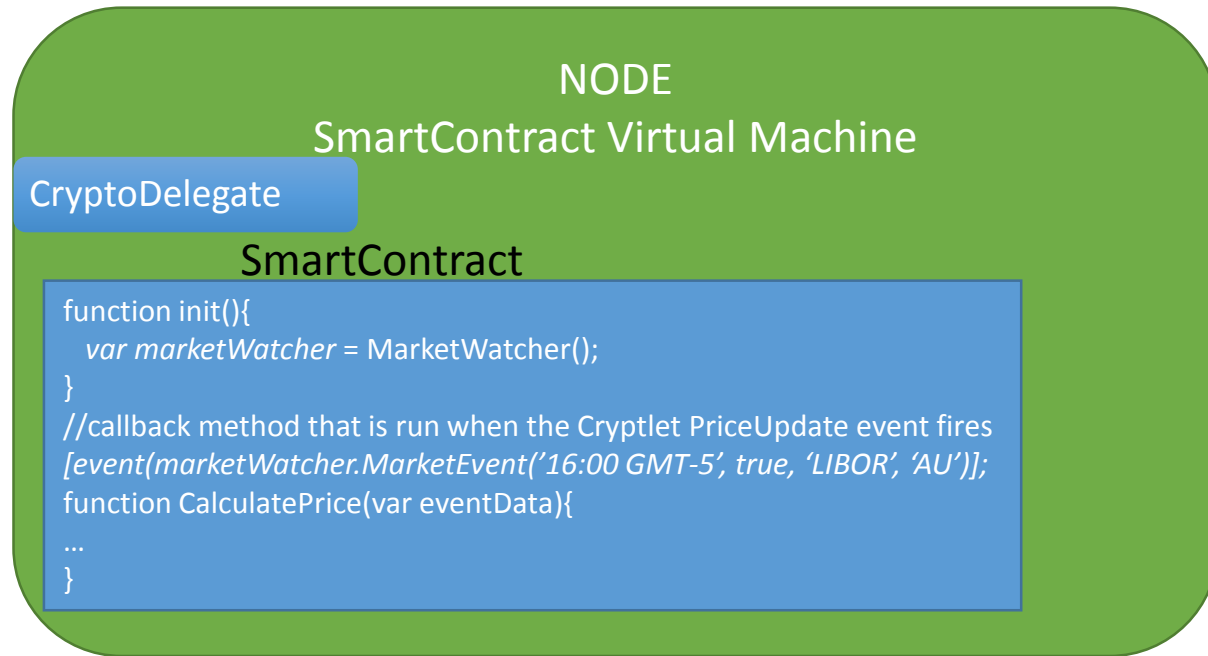 NODE
SmartContract Virtual Machine
CryptoDelegate
SmartContract
function init(){
var marketWatcher = MarketWatcher();
}
//callback method that is run when the Cryptlet PriceUpdate event fires
[event(marketWatcher.MarketEvent(’16:00 GMT-5’, true, ‘LIBOR’, ‘AU’)];
function CalculatePrice(var eventData){
…
}